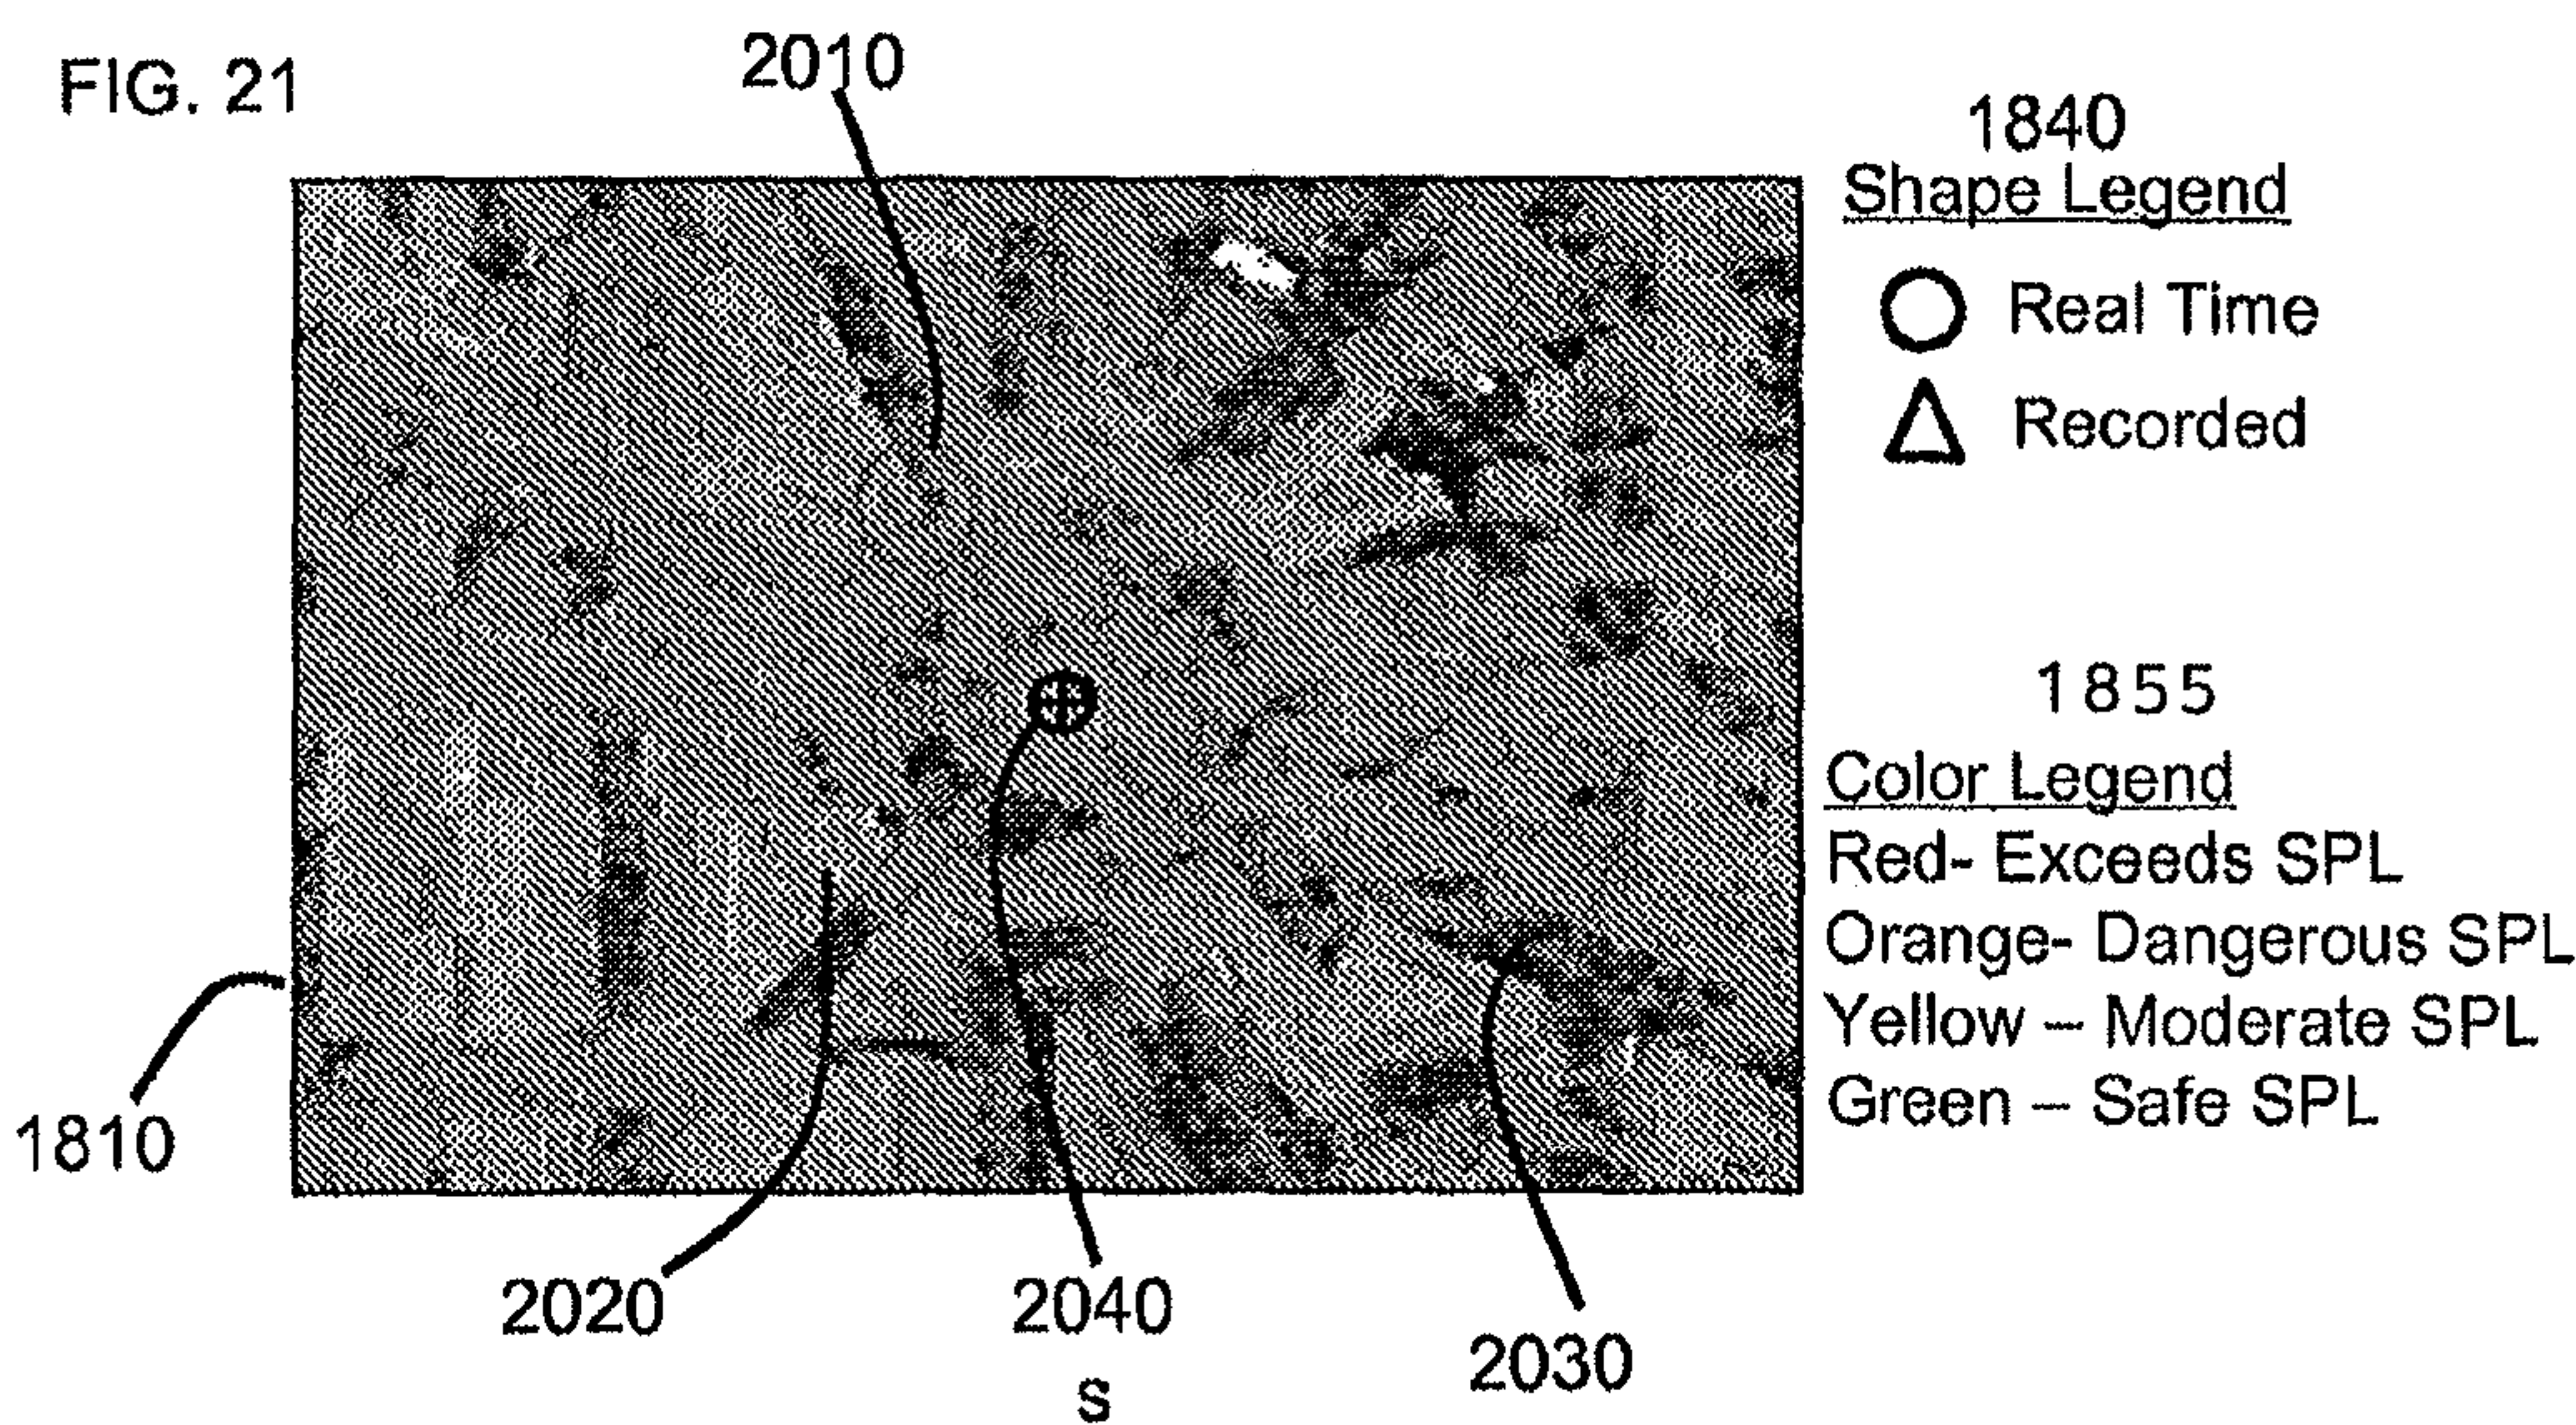 FIG. 21
2010
1840
Shape Legend
Real Time
Recorded
1855
Color Legend
Red- Exceeds SPL
Orange- Dangerous SPL
Yellow – Moderate SPL
Green – Safe SPL
1810
2020
2040
2030
s